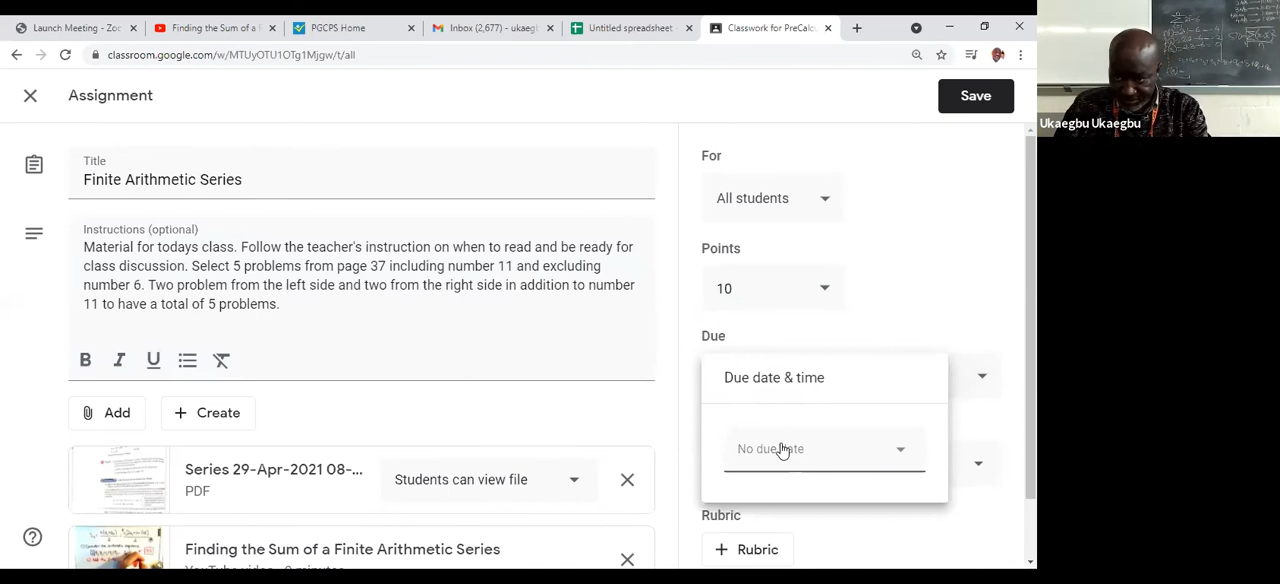 Launch Meeting - Zoo
Finding the Sum of a F
PGCPS Home
Inbox (2,677) - ukaegb
Untitled spreadsheet -
Classwork for PreCalc
classroom.google.com/w/MTUyOTU1OTg1Mjgw/t/all
Assignment
Save
Ukaegbu Ukaegbu
Title
Finite Arithmetic Series
Instructions (optional)
Material for todays class. Follow the teacher's instruction on when to read and be ready for
class discussion. Select 5 problems from page 37 including number 11 and excluding
number 6. Two problem from the left side and two from the right side in addition to number
11 to have a total of 5 problems.
B I U
Add
Create
Series 29-Apr-2021 08-...
PDF
Students can view file
Finding the Sum of a Finite Arithmetic Series
YouTube video
minutes
For
All students
Points
10
Due
Due date & time
No due date
Rubric
+ Rubric